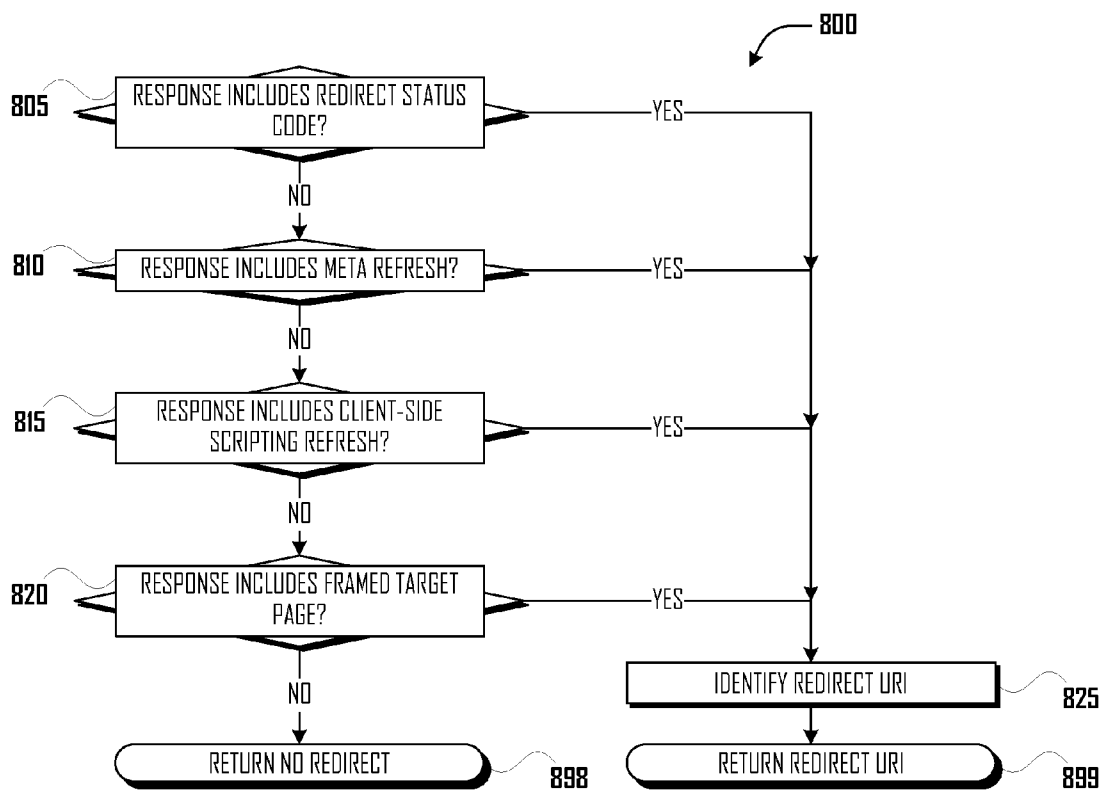 800
805
RESPONSE INCLUDES REDIRECT STATUS
CODE?
YES
NO
810
RESPONSE INCLUDES META REFRESH?
YES
NO
815
RESPONSE INCLUDES CLIENT-SIDE
SCRIPTING REFRESH?
YES
NO
820
RESPONSE INCLUDES FRAMED TARGET
PAGE?
YES
NO
IDENTIFY REDIRECT URI
825
RETURN NO REDIRECT
898
RETURN REDIRECT URI
899